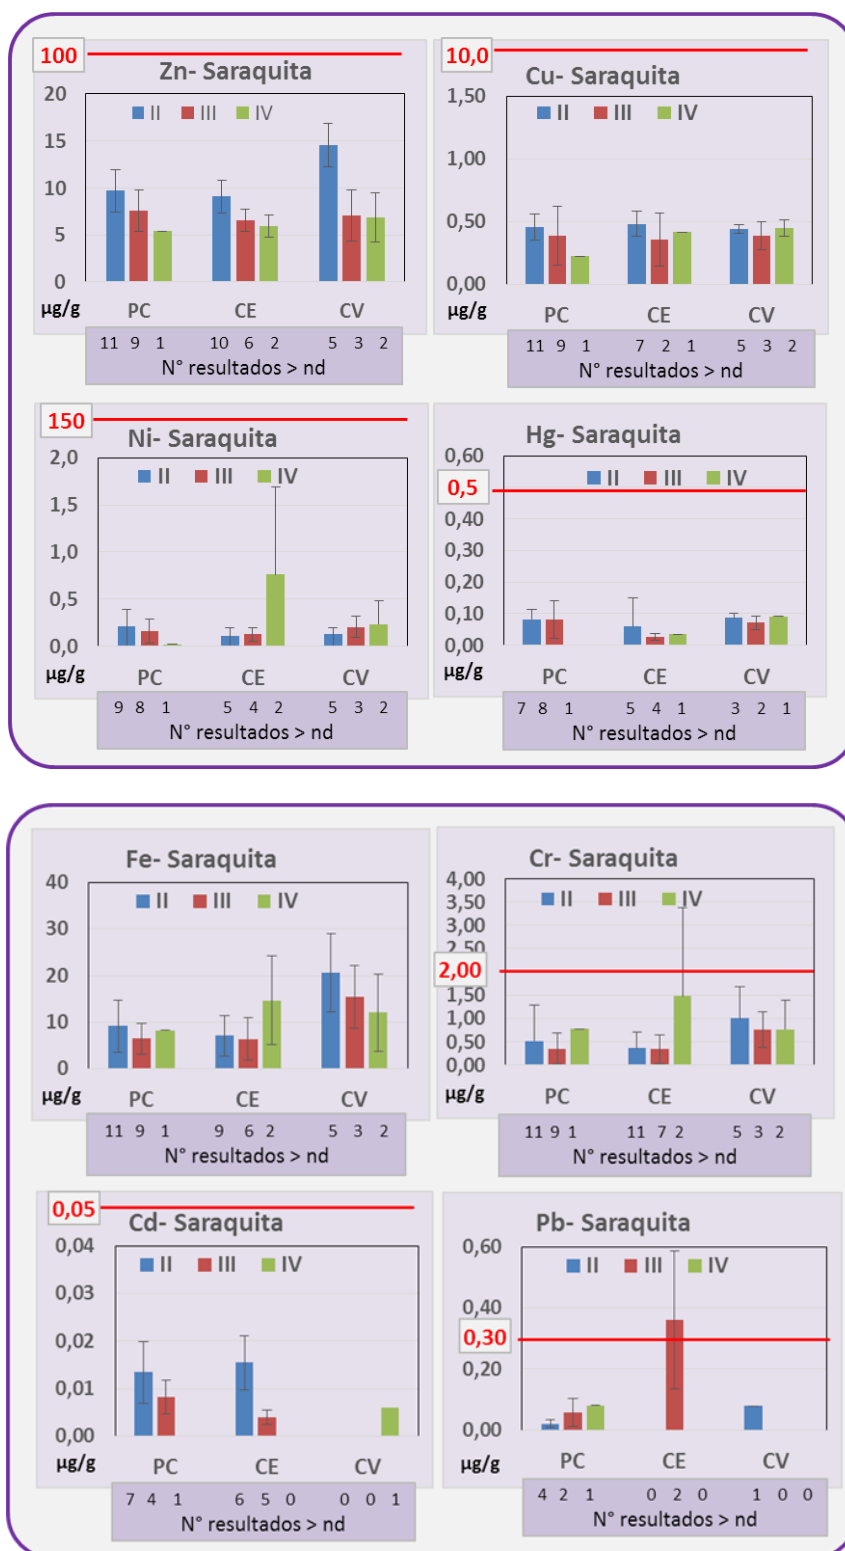 100
Zn- Saraquita
20
15
10
5
0
II III IV
µg/g
PC CE CV
11 9 1 10 6 2 5 3 2
N° resultados > nd
10,0
Cu- Saraquita
1,50
1,00
0,50
0,00
II III IV
µg/g
PC CE CV
11 9 1 7 2 1 5 3 2
N° resultados > nd
150
Ni- Saraquita
2,0
1,5
1,0
0,5
0,0
II III IV
µg/g
PC CE CV
9 8 1 5 4 2 5 3 2
N° resultados > nd
Hg- Saraquita
0,60
0,5
0,40
0,30
0,20
0,10
0,00
II III IV
µg/g
PC CE CV
7 8 1 5 4 1 3 2 1
N° resultados > nd
Fe- Saraquita
40
30
20
10
0
II III IV
µg/g
PC CE CV
11 9 1 9 6 2 5 3 2
N° resultados > nd
Cr- Saraquita
4,00
3,50
3,00
2,00
1,50
1,00
0,50
0,00
II III IV
µg/g
PC CE CV
11 9 1 11 7 2 5 3 2
N° resultados > nd
0,05
Cd- Saraquita
0,04
0,03
0,02
0,01
0,00
II III IV
µg/g
PC CE CV
7 4 1 6 5 0 0 0 1
N° resultados > nd
Pb- Saraquita
0,60
0,40
0,30
0,20
0,00
II III IV
µg/g
PC CE CV
4 2 1 0 2 0 1 0 0
N° resultados > nd